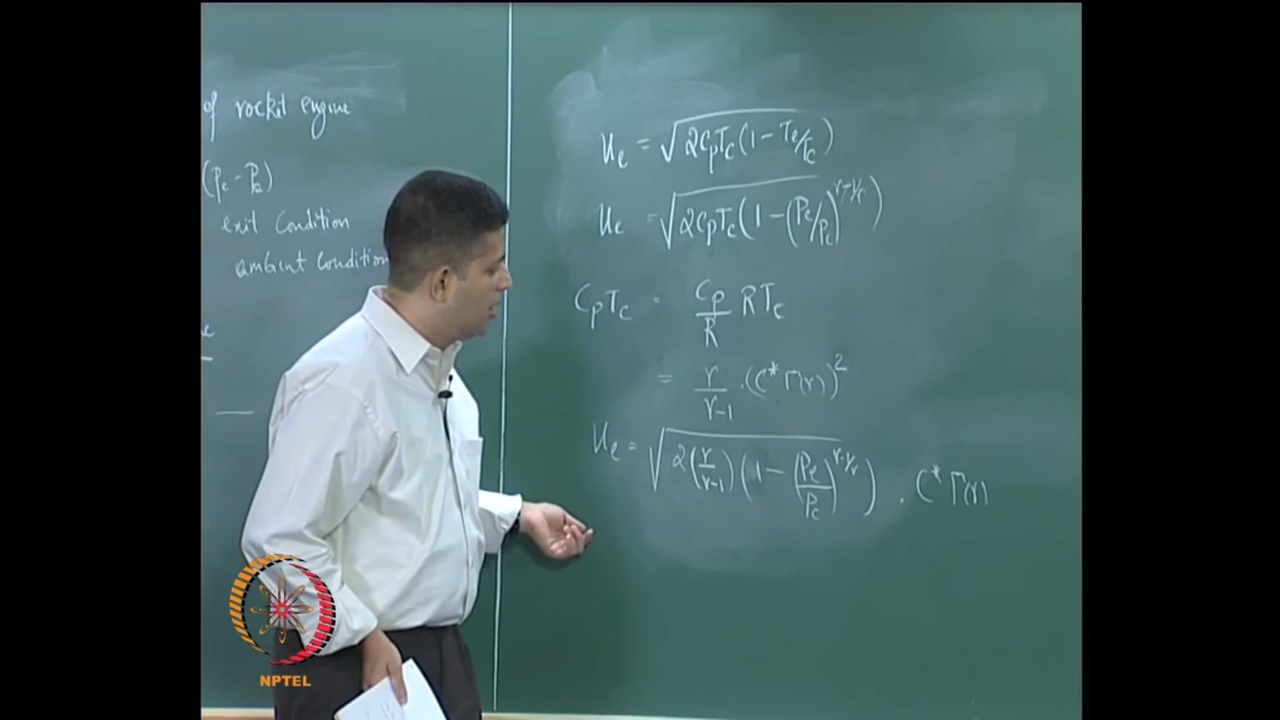 of rocket engine
(Pe - Pa)
exit condition
ambient condition
ue = √2CpTc(1 - Te/Tc)
ue = √2CpTc(1 - (Pe/Pc)^γ-1/γ)
CpTc = Cp/R RTc
= γ/γ-1 . (C* Γ(γ))²
ue = √2(γ/γ-1)(1 - (Pe/Pc)^γ-1/γ) . C* Γ(γ)
NPTEL